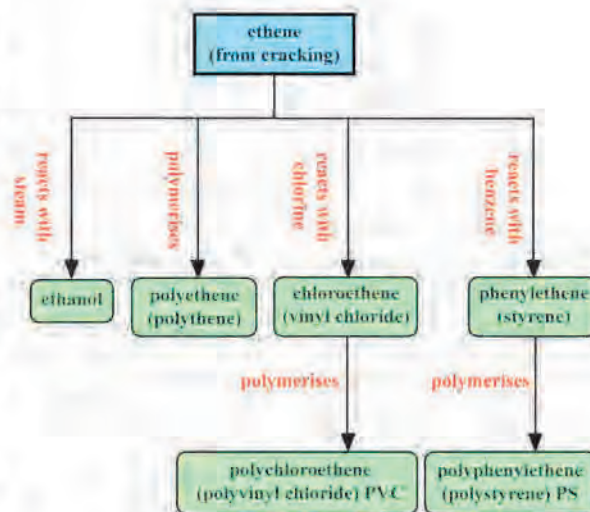 ethene
(from cracking)
reacts with
steam
polymerises
reacts with
chlorine
reacts with
benzene
ethanol
polyethene
(polythene)
chloroethene
(vinyl chloride)
phenylethene
(styrene)
polymerises
polymerises
polychloroethene
(polyvinyl chloride) PVC
polyphenylethene
(polystyrene) PS